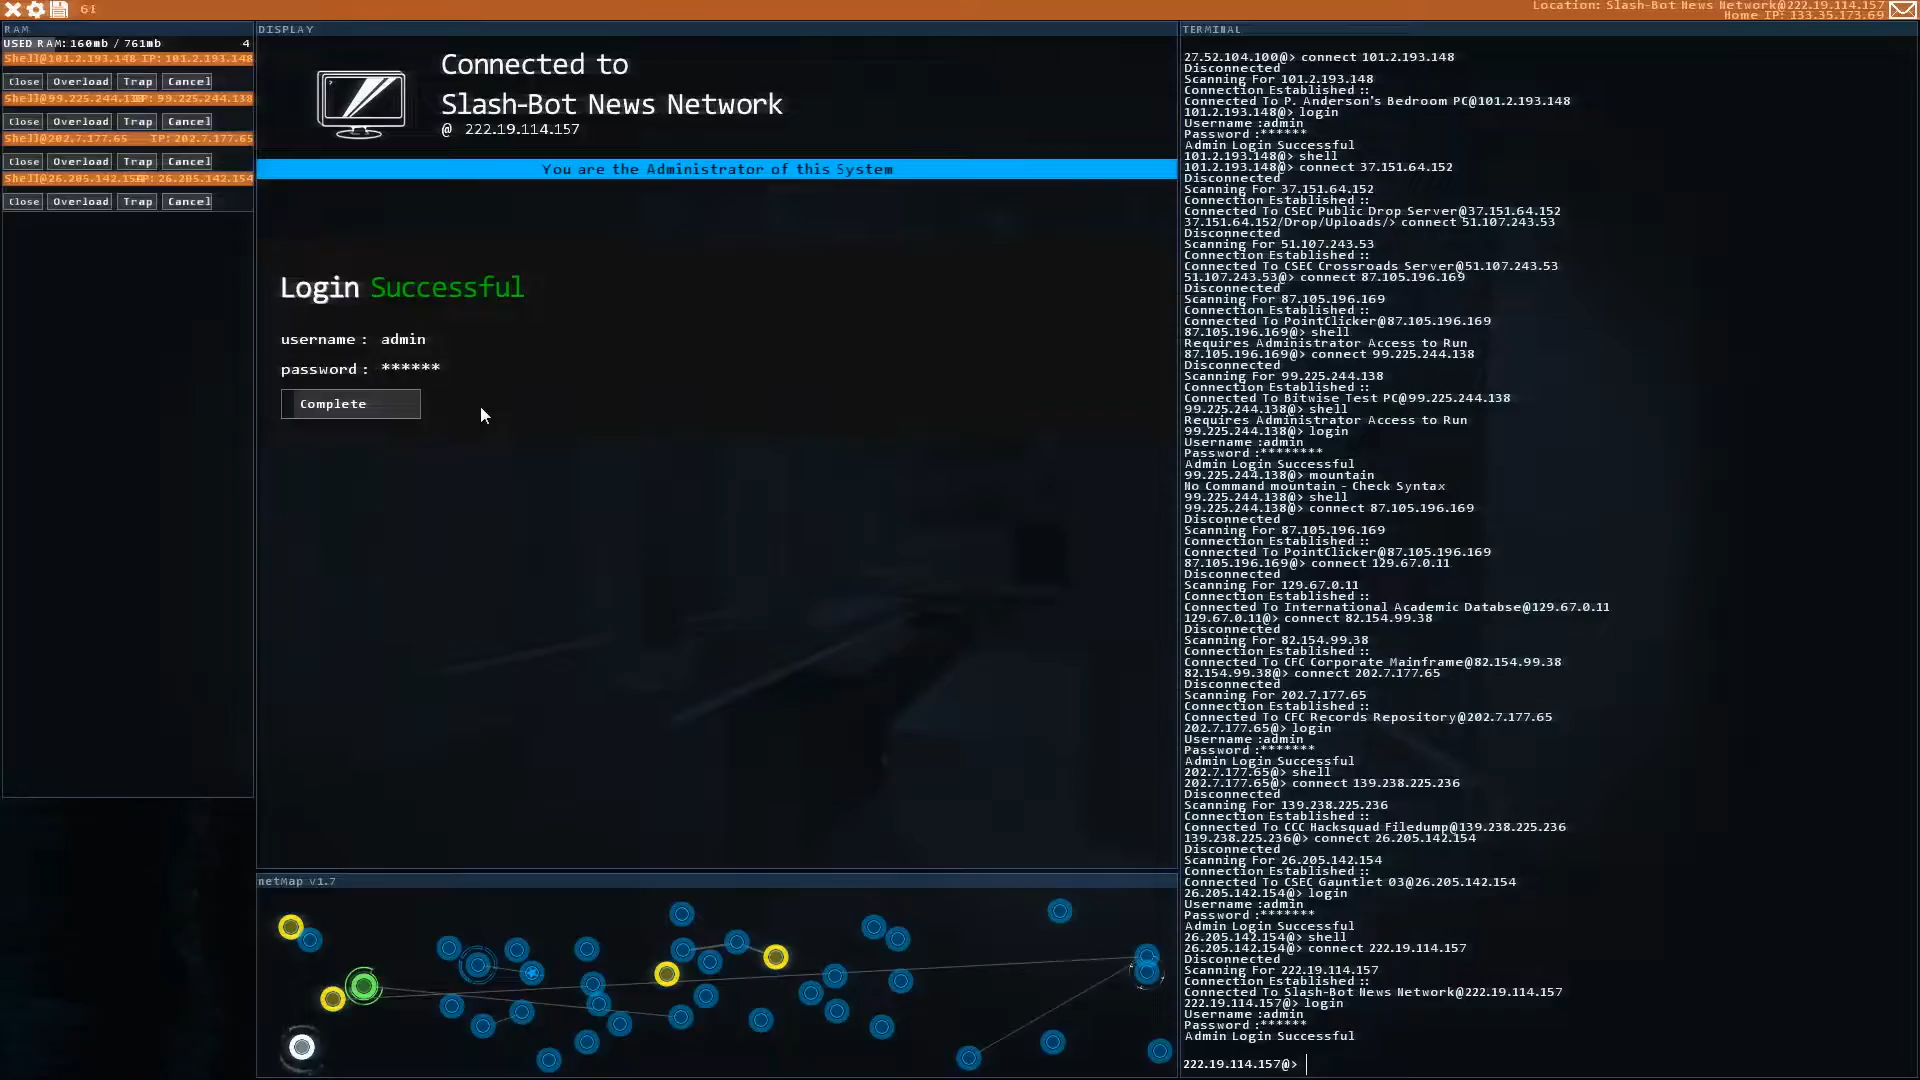 61
Location: Slash-Bot News Network@222.19.114.157
Home IP: 133.35.173.69
RAM
USED RAM: 160mb / 761mb 4
Shell@101.2.193.148 IP: 101.2.193.148
Close Overload Trap Cancel
Shell@99.225.244.138 IP: 99.225.244.138
Close Overload Trap Cancel
Shell@202.7.177.65 IP: 202.7.177.65
Close Overload Trap Cancel
Shell@26.205.142.154 IP: 26.205.142.154
Close Overload Trap Cancel
DISPLAY
Connected to
Slash-Bot News Network
@ 222.19.114.157
You are the Administrator of this System
Login Successful
username : admin
password : ******
Complete
netMap v1.7
TERMINAL
27.52.104.100@> connect 101.2.193.148
Disconnected
Scanning For 101.2.193.148
Connection Established ::
Connected To P. Anderson's Bedroom PC@101.2.193.148
101.2.193.148@> login
Username :admin
Password :******
Admin Login Successful
101.2.193.148@> shell
101.2.193.148@> connect 37.151.64.152
Disconnected
Scanning For 37.151.64.152
Connection Established ::
Connected To CSEC Public Drop Server@37.151.64.152
37.151.64.152/Drop/Uploads/> connect 51.107.243.53
Disconnected
Scanning For 51.107.243.53
Connection Established ::
Connected To CSEC Crossroads Server@51.107.243.53
51.107.243.53@> connect 87.105.196.169
Disconnected
Scanning For 87.105.196.169
Connection Established ::
Connected To PointClicker@87.105.196.169
87.105.196.169@> shell
Requires Administrator Access to Run
87.105.196.169@> connect 99.225.244.138
Disconnected
Scanning For 99.225.244.138
Connection Established ::
Connected To Bitwise Test PC@99.225.244.138
99.225.244.138@> shell
Requires Administrator Access to Run
99.225.244.138@> login
Username :admin
Password :********
Admin Login Successful
99.225.244.138@> mountain
No Command mountain - Check Syntax
99.225.244.138@> shell
99.225.244.138@> connect 87.105.196.169
Disconnected
Scanning For 87.105.196.169
Connection Established ::
Connected To PointClicker@87.105.196.169
87.105.196.169@> connect 129.67.0.11
Disconnected
Scanning For 129.67.0.11
Connection Established ::
Connected To International Academic Databse@129.67.0.11
129.67.0.11@> connect 82.154.99.38
Disconnected
Scanning For 82.154.99.38
Connection Established ::
Connected To CFC Corporate Mainframe@82.154.99.38
82.154.99.38@> connect 202.7.177.65
Disconnected
Scanning For 202.7.177.65
Connection Established ::
Connected To CFC Records Repository@202.7.177.65
202.7.177.65@> login
Username :admin
Password :*******
Admin Login Successful
202.7.177.65@> shell
202.7.177.65@> connect 139.238.225.236
Disconnected
Scanning For 139.238.225.236
Connection Established ::
Connected To CCC Hacksquad Filedump@139.238.225.236
139.238.225.236@> connect 26.205.142.154
Disconnected
Scanning For 26.205.142.154
Connection Established ::
Connected To CSEC Gauntlet 03@26.205.142.154
26.205.142.154@> login
Username :admin
Password :*******
Admin Login Successful
26.205.142.154@> shell
26.205.142.154@> connect 222.19.114.157
Disconnected
Scanning For 222.19.114.157
Connection Established ::
Connected To Slash-Bot News Network@222.19.114.157
222.19.114.157@> login
Username :admin
Password :******
Admin Login Successful
222.19.114.157@>